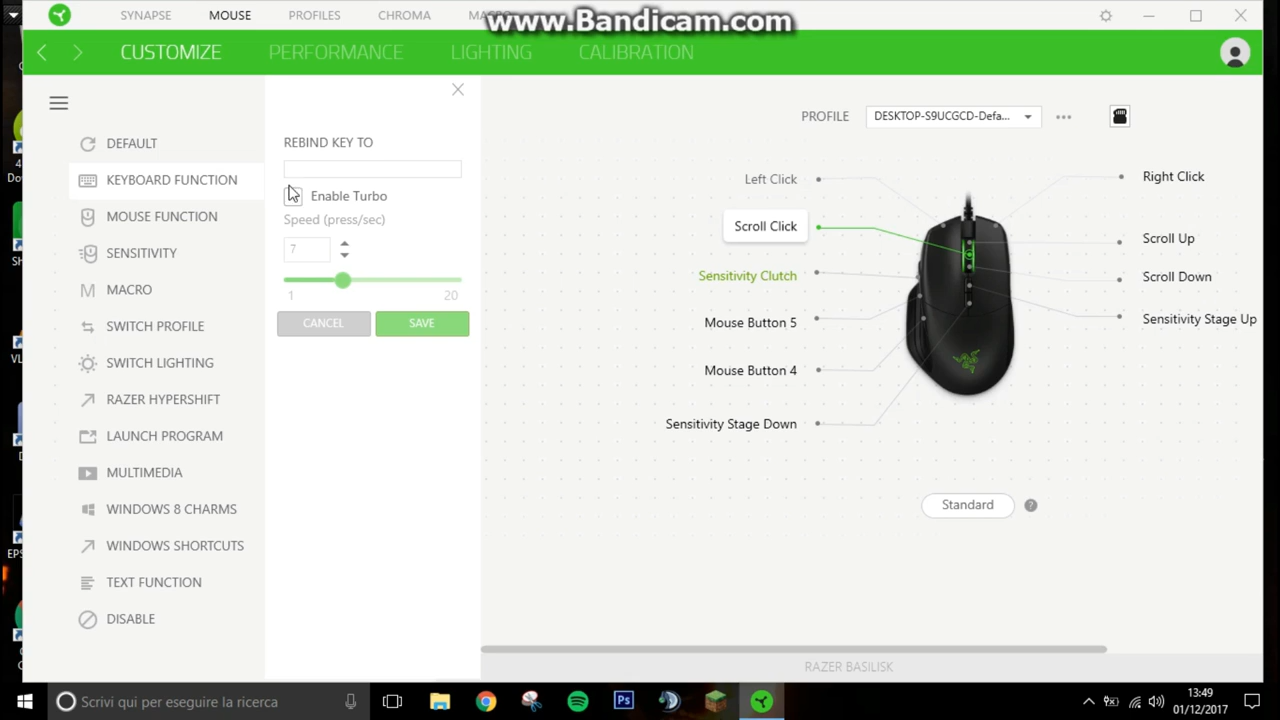 www.Bandicam.com
SYNAPSE MOUSE PROFILES CHROMA
CUSTOMIZE PERFORMANCE LIGHTING CALIBRATION
PROFILE DESKTOP-S9UCGCD-Defa...
DEFAULT
KEYBOARD FUNCTION
MOUSE FUNCTION
SENSITIVITY
MACRO
SWITCH PROFILE
SWITCH LIGHTING
RAZER HYPERSHIFT
LAUNCH PROGRAM
MULTIMEDIA
WINDOWS 8 CHARMS
WINDOWS SHORTCUTS
TEXT FUNCTION
DISABLE
REBIND KEY TO
Enable Turbo
Speed (press/sec)
7
1 20
CANCEL SAVE
Left Click
Scroll Click
Sensitivity Clutch
Mouse Button 5
Mouse Button 4
Sensitivity Stage Down
Right Click
Scroll Up
Scroll Down
Sensitivity Stage Up
Standard ?
RAZER BASILISK
Scrivi qui per eseguire la ricerca
Ps
13:49
01/12/2017